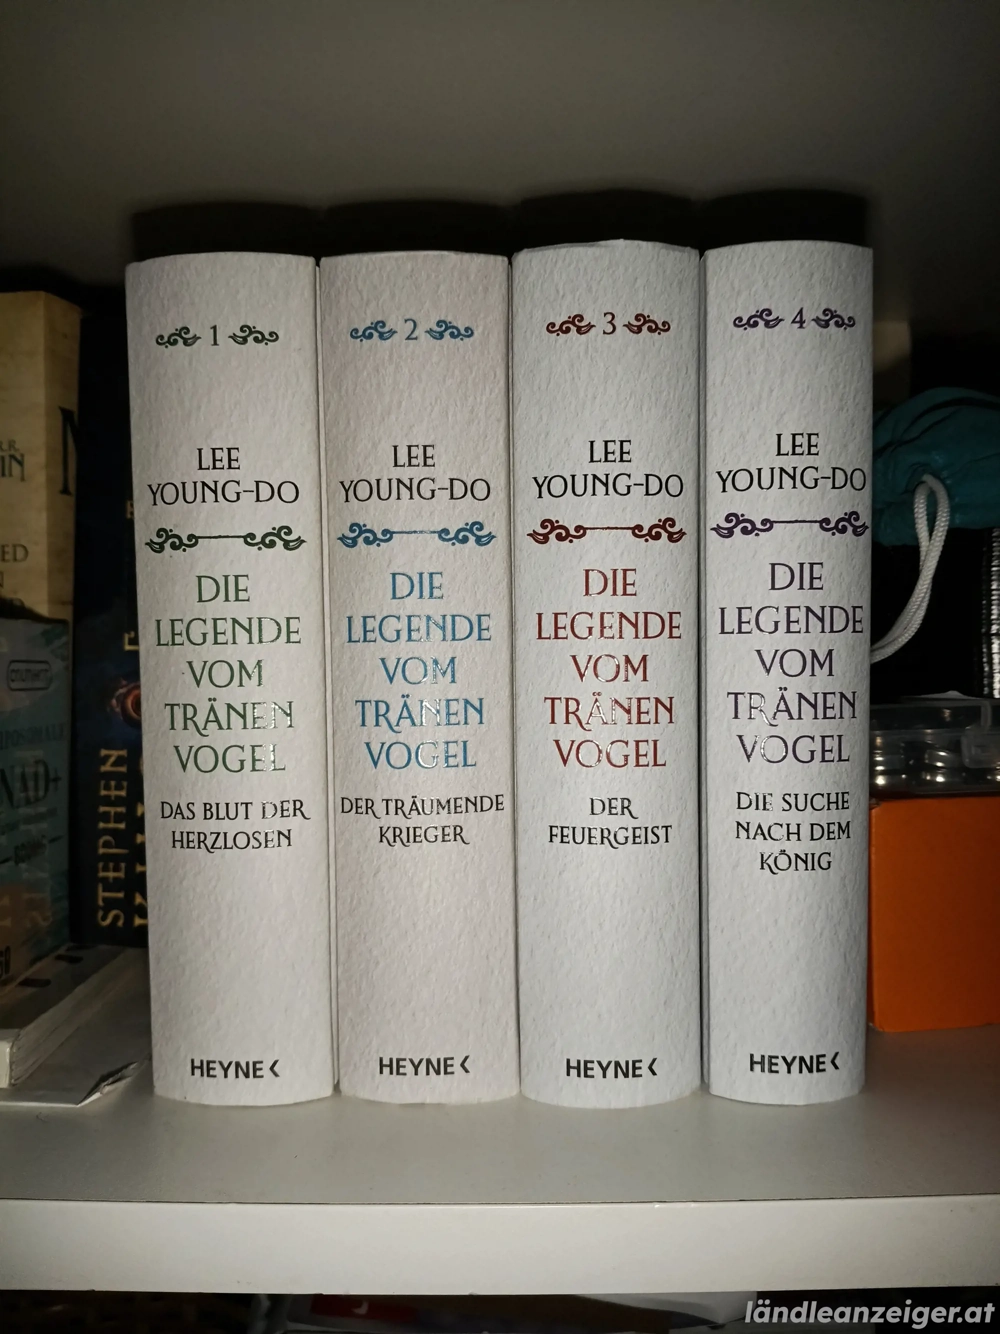 1
LEE
YOUNG-DO
DIE
LEGENDE
VOM
TRÄNEN
VOGEL
DAS BLUT DER
HERZLOSEN
HEYNE
2
LEE
YOUNG-DO
DIE
LEGENDE
VOM
TRÄNEN
VOGEL
DER TRÄUMENDE
KRIEGER
HEYNE
3
LEE
YOUNG-DO
DIE
LEGENDE
VOM
TRÄNEN
VOGEL
DER
FEUERGEIST
HEYNE
4
LEE
YOUNG-DO
DIE
LEGENDE
VOM
TRÄNEN
VOGEL
DIE SUCHE
NACH DEM
KÖNIG
HEYNE
STEPHEN
NAD+
ländleanzeiger.at